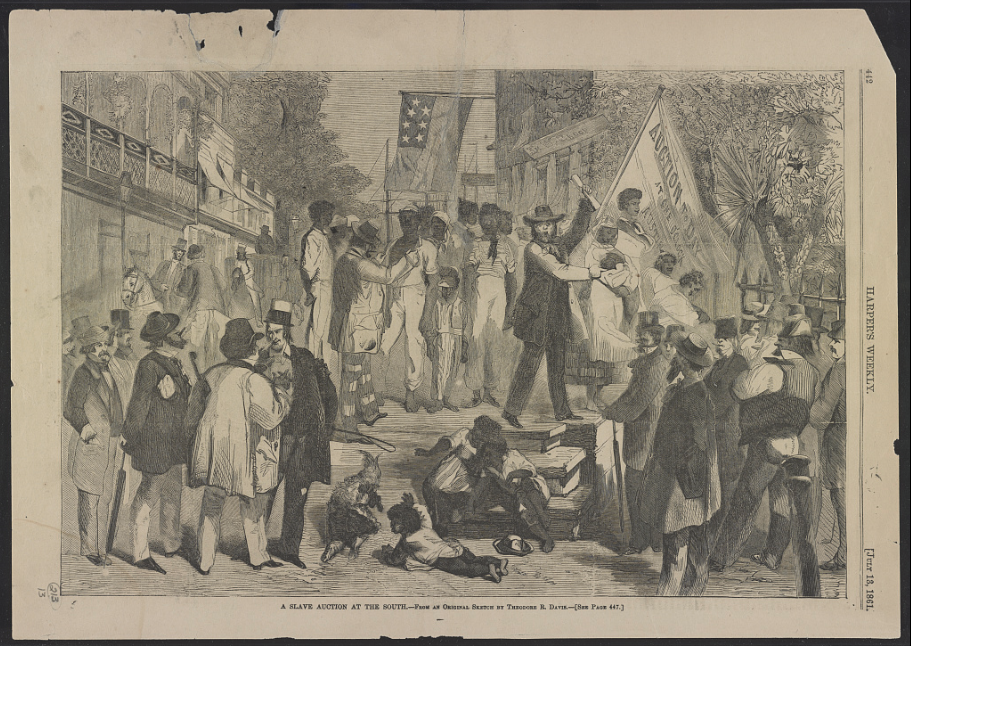 442
HARPER'S WEEKLY.
[JULY 13, 1861.
AUCTION
A SLAVE AUCTION AT THE SOUTH.—FROM AN ORIGINAL SKETCH BY THEODORE R. DAVIS.—[SEE PAGE 447.]